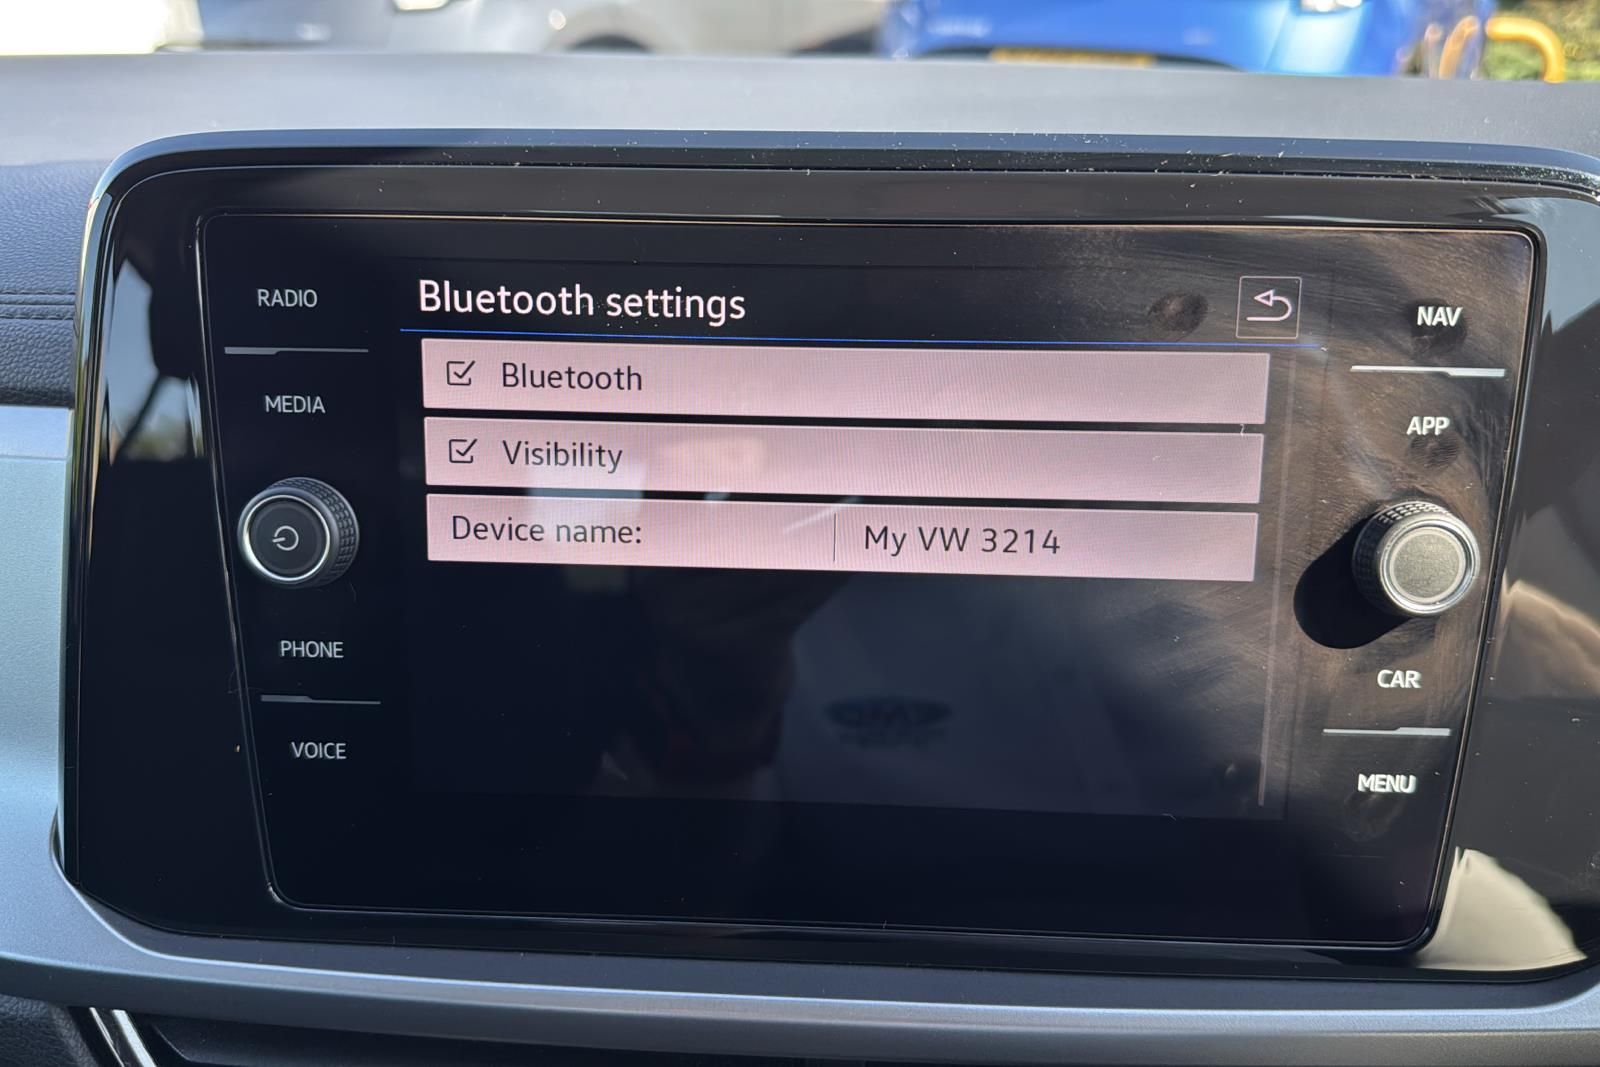 RADIO
MEDIA
PHONE
VOICE
Bluetooth settings
Bluetooth
Visibility
Device name: My VW 3214
NAV
APP
CAR
MENU